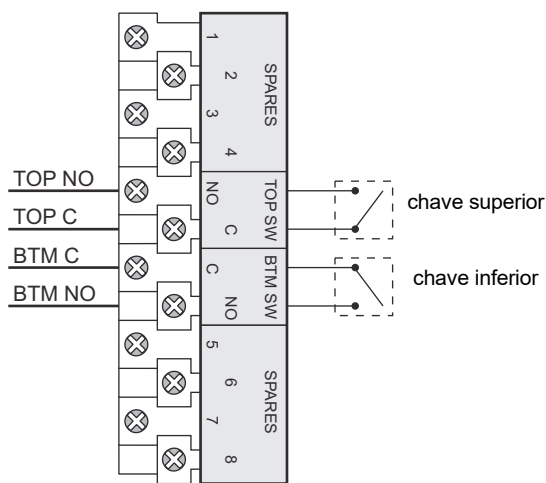 1
2
SPARES
3
4
TOP NO
NO
TOP SW
TOP C
C
chave superior
BTM C
C
BTM SW
chave inferior
BTM NO
NO
5
6
SPARES
7
8